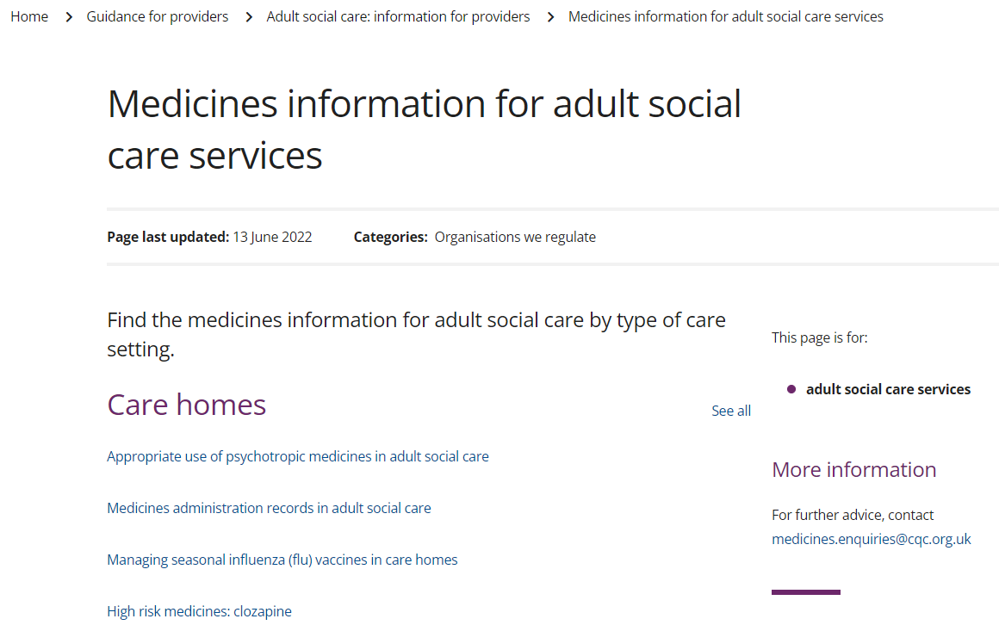 Home > Guidance for providers > Adult social care: information for providers > Medicines information for adult social care services
Medicines information for adult social
care services
Page last updated: 13 June 2022 Categories: Organisations we regulate
Find the medicines information for adult social care by type of care
setting.
Care homes
See all
Appropriate use of psychotropic medicines in adult social care
Medicines administration records in adult social care
Managing seasonal influenza (flu) vaccines in care homes
High risk medicines: clozapine
This page is for:
adult social care services
More information
For further advice, contact
medicines.enquiries@cqc.org.uk